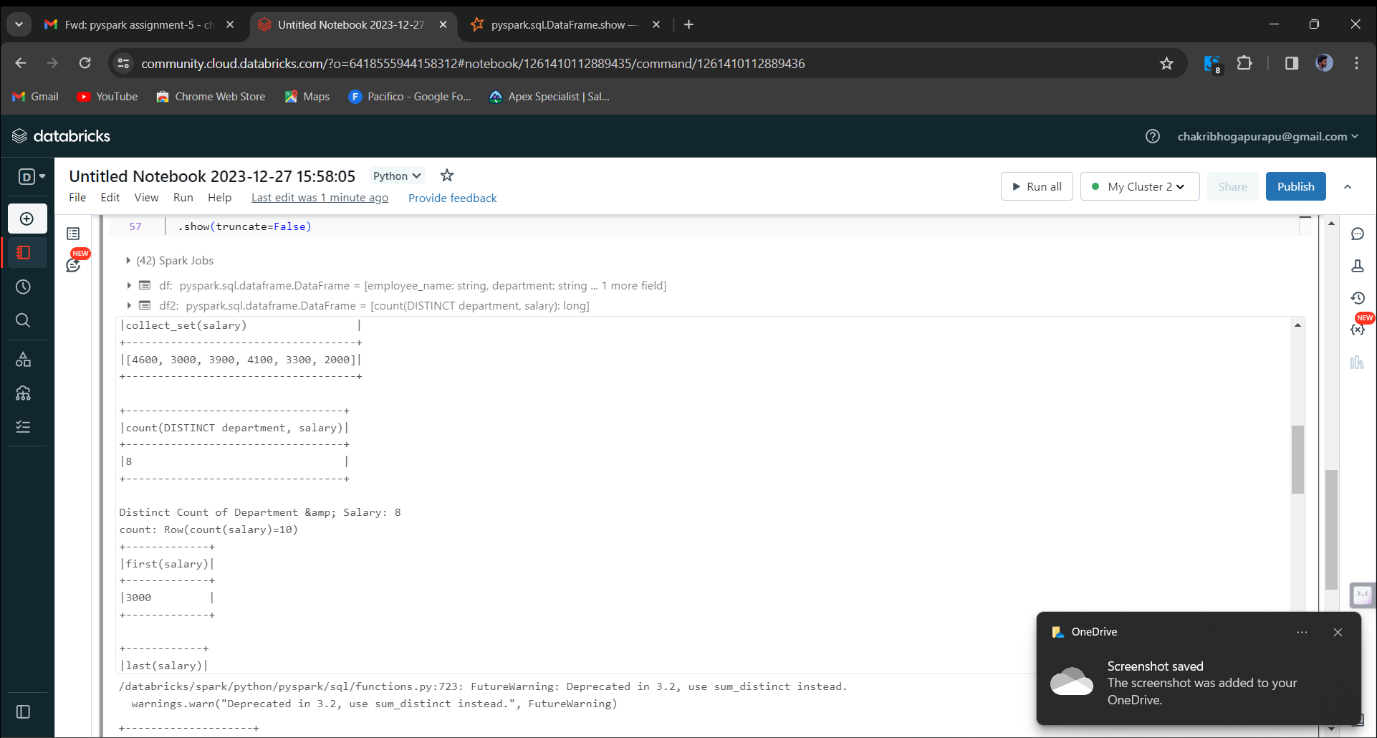 Fwd: pyspark assignment-5 - ch
Untitled Notebook 2023-12-27
pyspark.sql.DataFrame.show —
community.cloud.databricks.com/?o=6418555944158312#notebook/1261410112889435/command/1261410112889436
8
Gmail
YouTube
Chrome Web Store
Maps
Pacifico - Google Fo...
Apex Specialist | Sal...
databricks
chakribhogapurapu@gmail.com
D
Untitled Notebook 2023-12-27 15:58:05
Python
File Edit View Run Help Last edit was 1 minute ago Provide feedback
Run all
My Cluster 2
Share
Publish
NEW
NEW
57 .show(truncate=False)
(42) Spark Jobs
df: pyspark.sql.dataframe.DataFrame = [employee_name: string, department: string ... 1 more field]
df2: pyspark.sql.dataframe.DataFrame = [count(DISTINCT department, salary): long]
|collect_set(salary)                 |
+------------------------------------+
|[4600, 3000, 3900, 4100, 3300, 2000]|
+------------------------------------+
+----------------------------------+
|count(DISTINCT department, salary)|
+----------------------------------+
|8                                 |
+----------------------------------+
Distinct Count of Department &amp; Salary: 8
count: Row(count(salary)=10)
+-------------+
|first(salary)|
+-------------+
|3000         |
+-------------+
+------------+
|last(salary)|
/databricks/spark/python/pyspark/sql/functions.py:723: FutureWarning: Deprecated in 3.2, use sum_distinct instead.
  warnings.warn("Deprecated in 3.2, use sum_distinct instead.", FutureWarning)
+--------------------+
OneDrive
Screenshot saved
The screenshot was added to your
OneDrive.